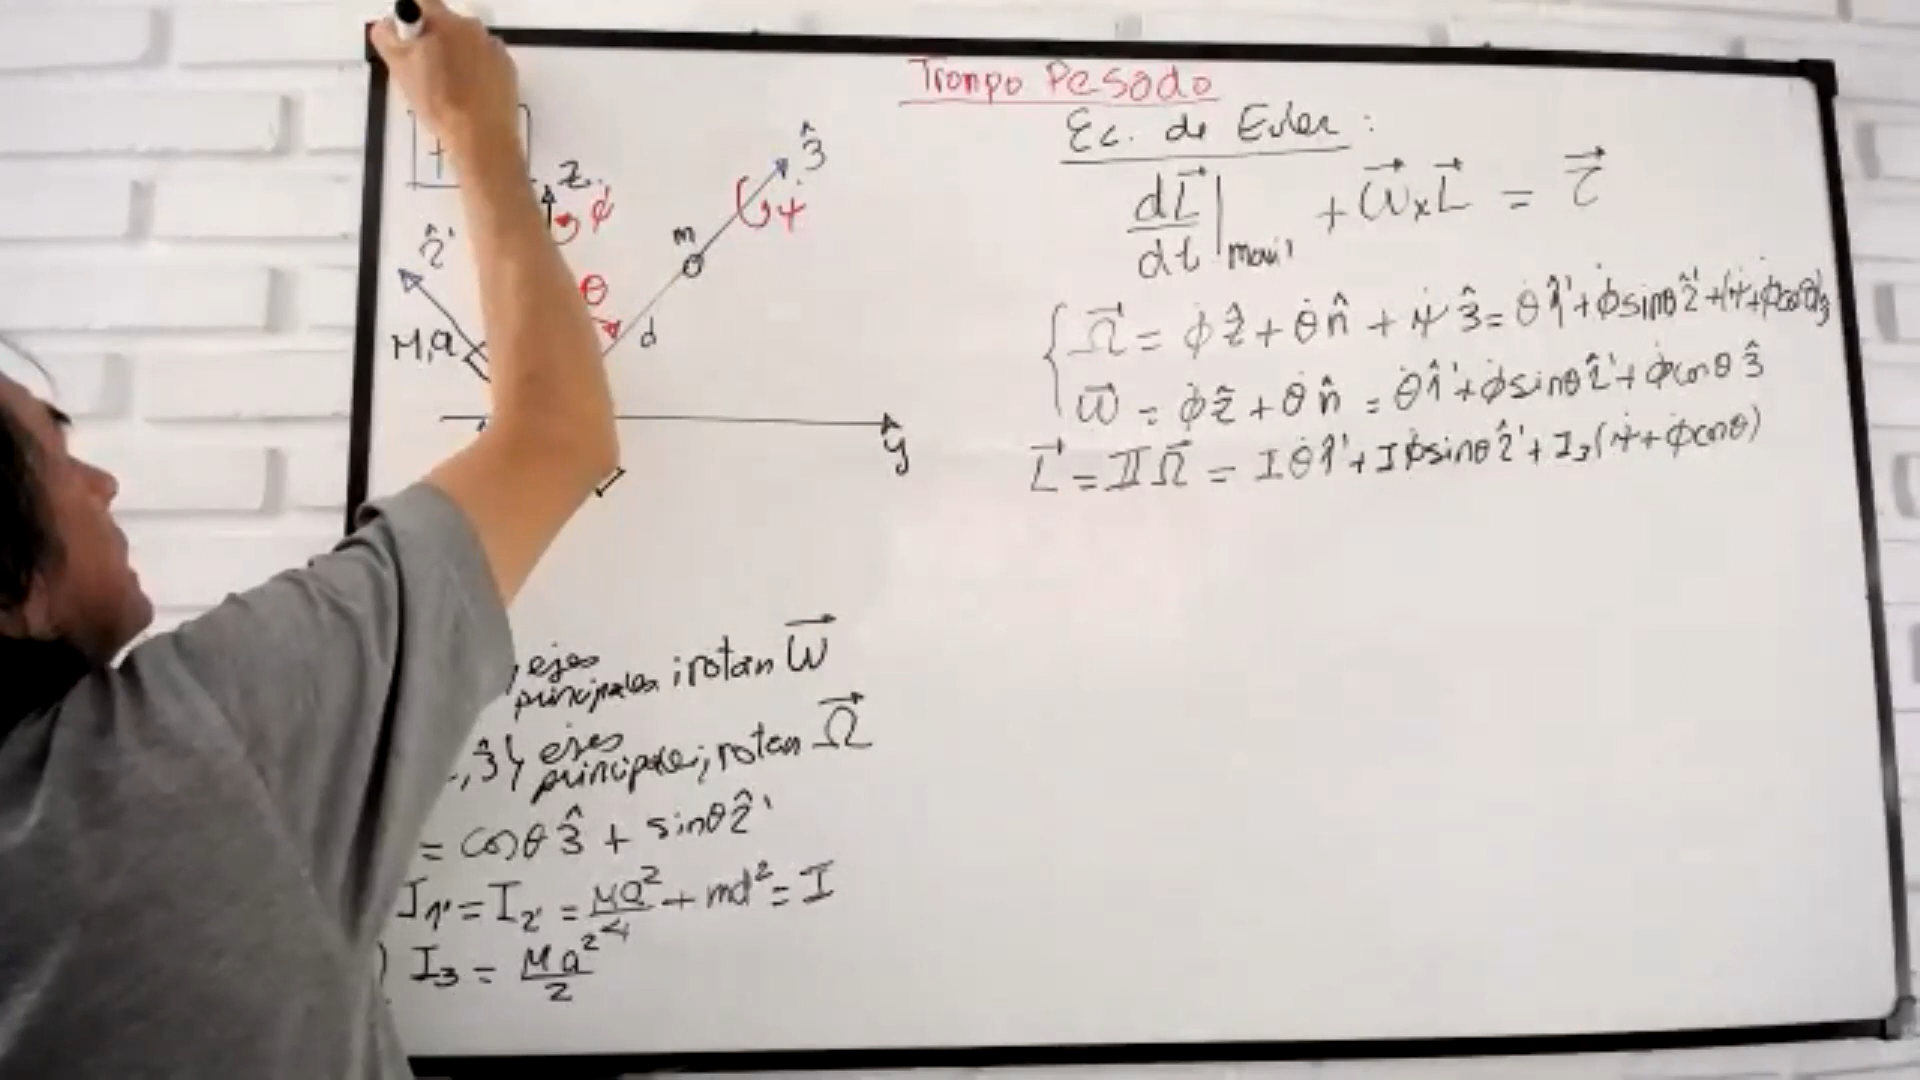 Trompo Pesado
Ec. de Euler:
dL⃗/dt|movil + ω⃗ x L⃗ = τ⃗
Ω⃗ = φ̇ ẑ + θ̇ n̂ + ψ̇ 3̂ = θ̇ 1̂' + φ̇ sinθ 2̂' + (ψ̇ + φ̇ cosθ) 3̂
ω⃗ = φ̇ ẑ + θ̇ n̂ = θ̇ 1̂' + φ̇ sinθ 2̂' + φ̇ cosθ 3̂
L⃗ = 𝕀 Ω⃗ = I θ̇ 1̂' + I φ̇ sinθ 2̂' + I₃(ψ̇ + φ̇ cosθ)
z
φ̇
3̂
ψ̇
m
2̂'
θ
M,a
d
y
, ejes principales; rotan ω⃗
, 3̂} ejes principales; rotan Ω⃗
= cosθ 3̂ + sinθ 2̂'
I₁' = I₂' = Ma²/4 + md² = I
) I₃ = Ma²/2